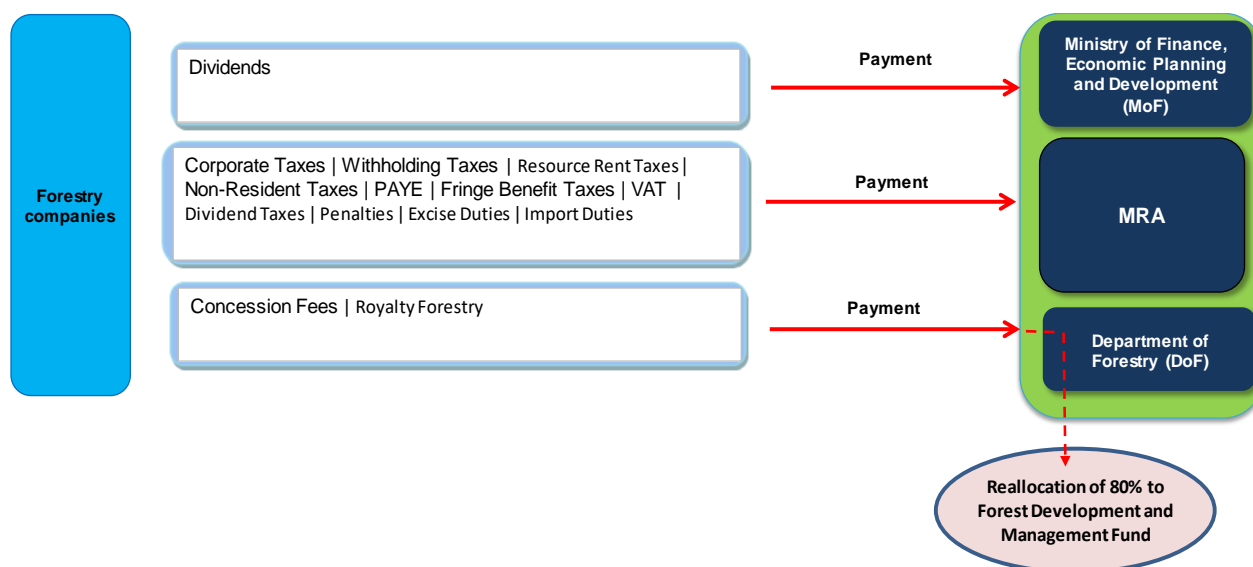 Forestry
companies
Dividends
Payment
Ministry of Finance,
Economic Planning
and Development
(MoF)
Corporate Taxes | Withholding Taxes | Resource Rent Taxes|
Non-Resident Taxes | PAYE | Fringe Benefit Taxes | VAT |
Dividend Taxes | Penalties | Excise Duties | Import Duties
Payment
MRA
Concession Fees | Royalty Forestry
Payment
Department of
Forestry (DoF)
Reallocation of 80% to
Forest Development and
Management Fund